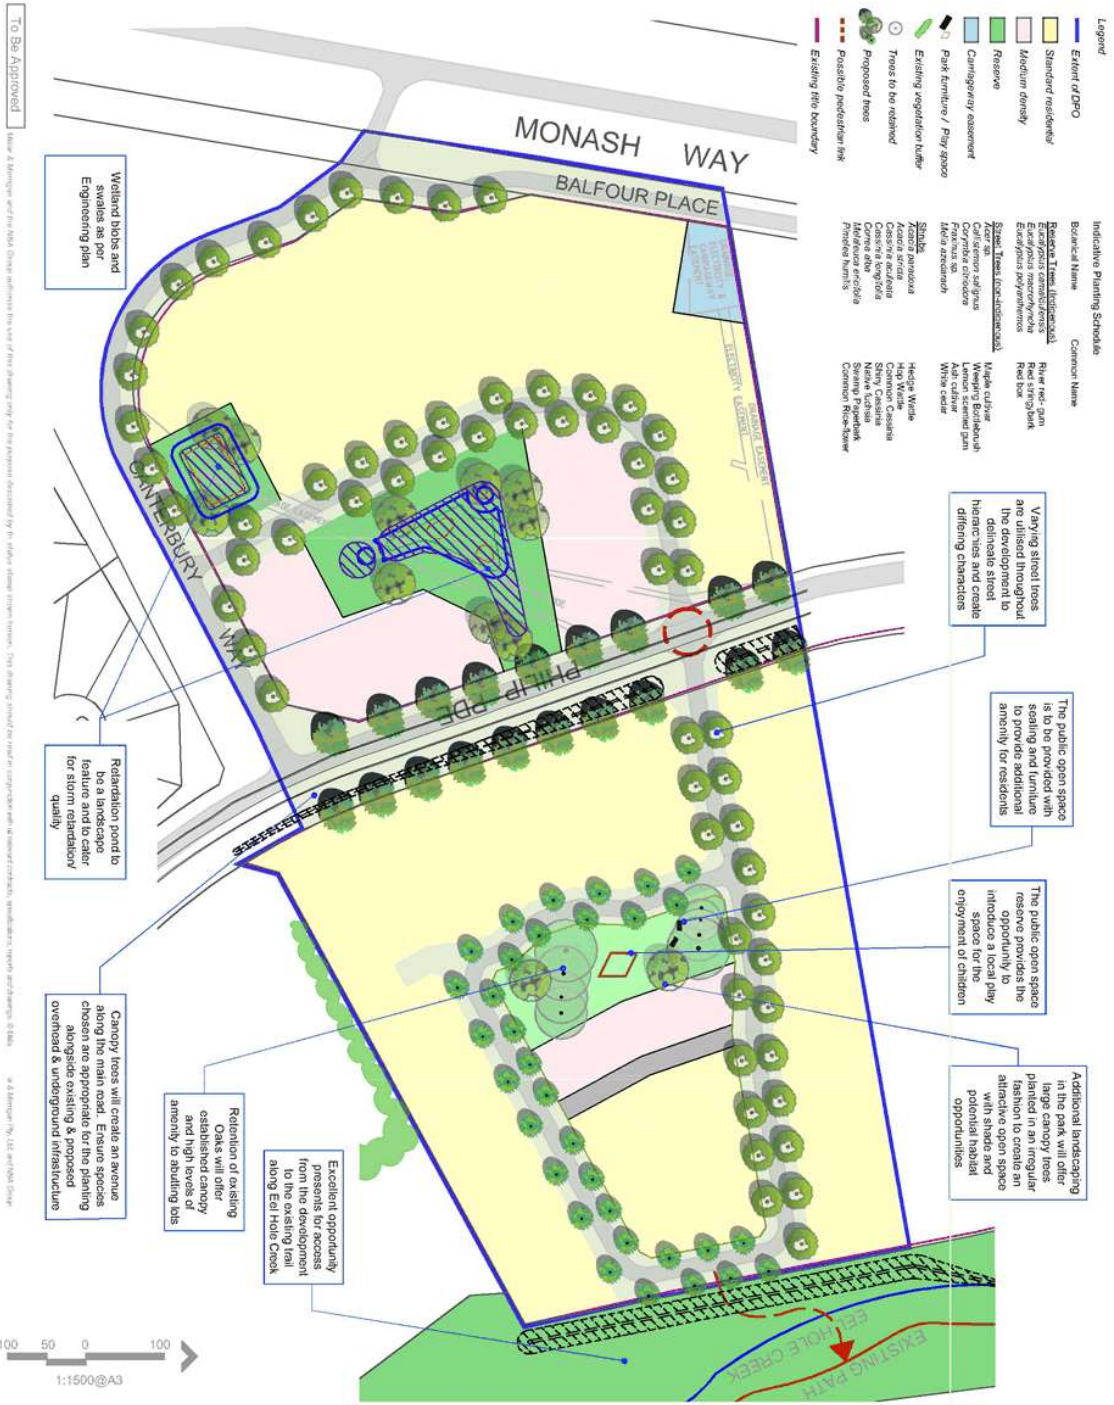 Legend
Extent of DPO
Standard residential
Medium density
Reserve
Carriageway easement
Park furniture / Play space
Existing vegetation buffer
Trees to be retained
Proposed trees
Possible pedestrian link
Existing title boundary
Indicative Planting Schedule
Botanical Name Common Name
Reserve Trees (Indigenous)
Eucalyptus camaldulensis River red-gum
Eucalyptus macrorhyncha Red stringybark
Eucalyptus polyanthemos Red box
Street Trees (non-indigenous)
Acer sp. Maple cultivar
Callistemon salignus Weeping Bottlebrush
Corymbia citriodora Lemon scented gum
Fraxinus sp. Ash cultivar
Melia azedarach White cedar
Shrubs
Acacia paradoxa Hedge Wattle
Acacia stricta Hop Wattle
Cassinia aculeata Common Cassinia
Cassinia longifolia Shiny Cassinia
Correa alba Native fuchsia
Melaleuca ericifolia Swamp Paperbark
Pimelea humilis Common Rice-flower
Varying street trees
are utilised throughout
the development to
delineate street
hierarchies and create
differing characters
The public open space
is to be provided with
seating and furniture
to provide additional
amenity for residents
The public open space
reserve provides the
opportunity to
introduce a local play
space for the
enjoyment of children
Additional landscaping
in the park will offer
large canopy trees
planted in an irregular
fashion to create an
attractive open space
with shade and
potential habitat
opportunities
MONASH WAY
BALFOUR PLACE
DRAINAGE,
ELECTRICITY &
CARRIAGEWAY
EASEMENT
ELECTRICITY EASEMENT
DRAINAGE EASEMENT
CANTERBURY WAY
PHILIP PDE
EEL HOLE CREEK
EXISTING PATH
Wetland blobs and
swales as per
Engineering plan
Retardation pond to
be a landscape
feature and to cater
for storm retardation/
quality
Canopy trees will create an avenue
along the main road. Ensure species
chosen are appropriate for the planting
alongside existing & proposed
overhead & underground infrastructure
Retention of existing
Oaks will offer
established canopy
and high levels of
amenity to abutting lots
Excellent opportunity
presents for access
from the development
to the existing trail
along Eel Hole Creek
To Be Approved
100 50 0 100
1:1500@A3